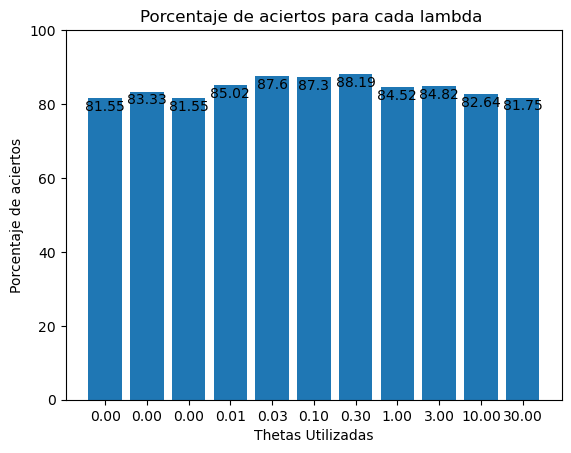 Porcentaje de aciertos para cada lambda
Porcentaje de aciertos
100
80
60
40
20
0
81.55 83.33 81.55 85.02 87.6 87.3 88.19 84.52 84.82 82.64 81.75
0.00 0.00 0.00 0.01 0.03 0.10 0.30 1.00 3.00 10.00 30.00
Thetas Utilizadas